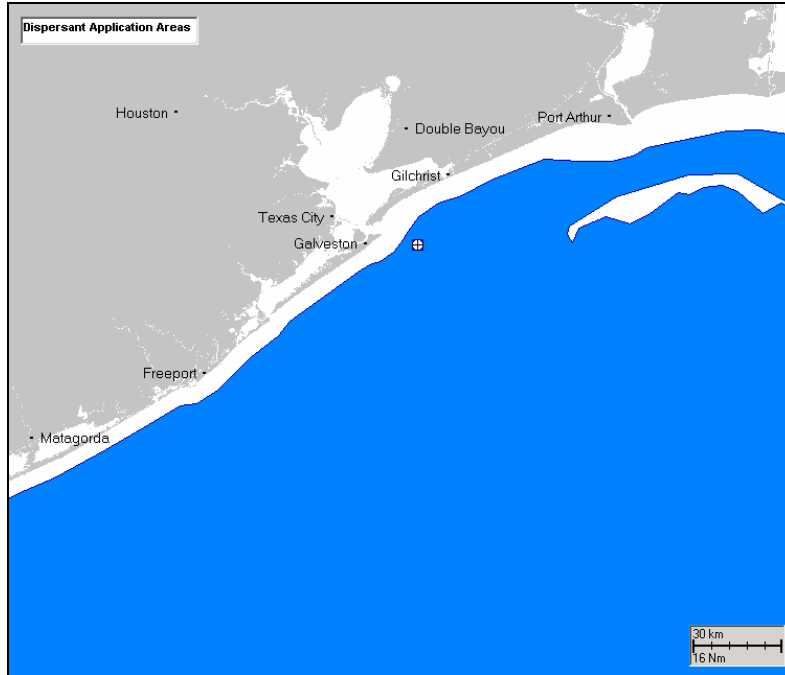 Dispersant Application Areas
Houston
Double Bayou
Port Arthur
Gilchrist
Texas City
Galveston
Freeport
Matagorda
30 km
16 Nm